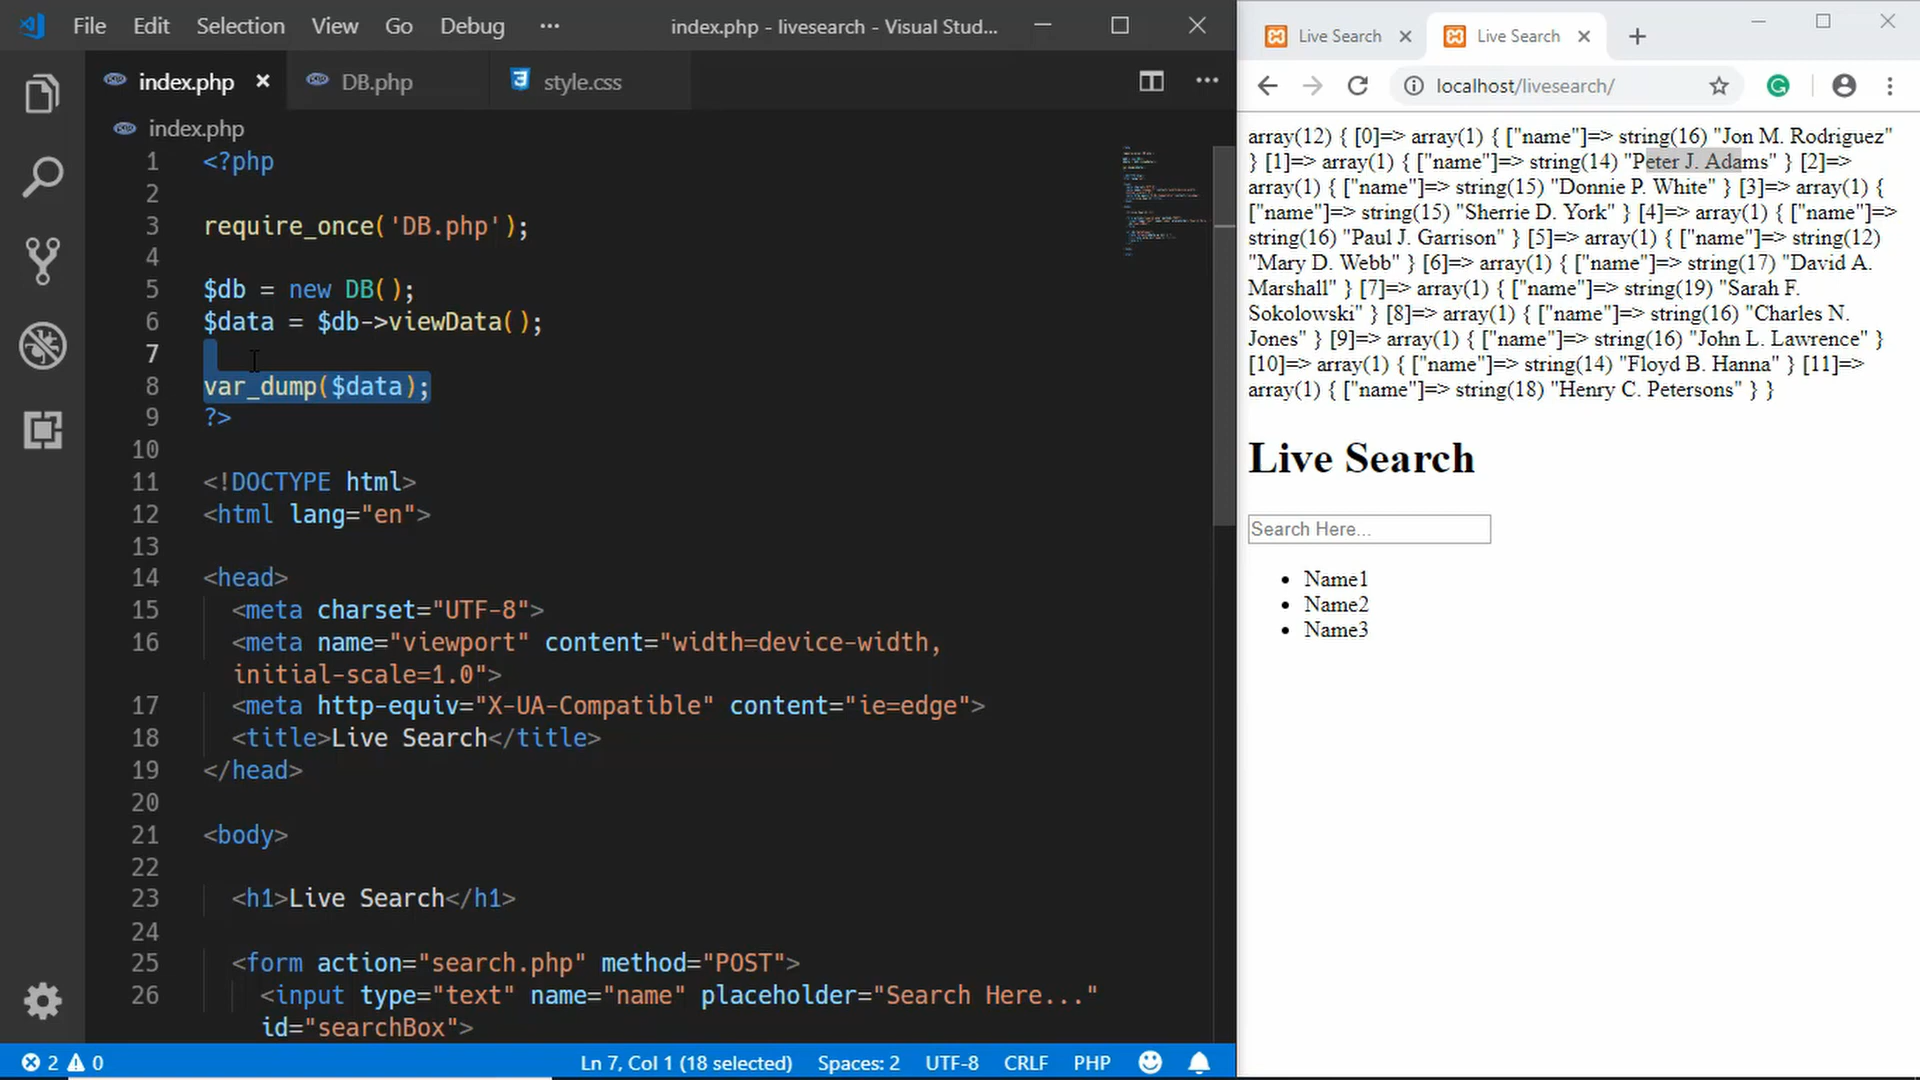 File Edit Selection View Go Debug ··· index.php - livesearch - Visual Stud...
index.php DB.php style.css
index.php
1 <?php
2
3 require_once('DB.php');
4
5 $db = new DB();
6 $data = $db->viewData();
7
8 var_dump($data);
9 ?>
10
11 <!DOCTYPE html>
12 <html lang="en">
13
14 <head>
15 <meta charset="UTF-8">
16 <meta name="viewport" content="width=device-width,
initial-scale=1.0">
17 <meta http-equiv="X-UA-Compatible" content="ie=edge">
18 <title>Live Search</title>
19 </head>
20
21 <body>
22
23 <h1>Live Search</h1>
24
25 <form action="search.php" method="POST">
26 <input type="text" name="name" placeholder="Search Here..."
id="searchBox">
2 0 Ln 7, Col 1 (18 selected) Spaces: 2 UTF-8 CRLF PHP
Live Search Live Search
localhost/livesearch/
array(12) { [0]=> array(1) { ["name"]=> string(16) "Jon M. Rodriguez"
} [1]=> array(1) { ["name"]=> string(14) "Peter J. Adams" } [2]=>
array(1) { ["name"]=> string(15) "Donnie P. White" } [3]=> array(1) {
["name"]=> string(15) "Sherrie D. York" } [4]=> array(1) { ["name"]=>
string(16) "Paul J. Garrison" } [5]=> array(1) { ["name"]=> string(12)
"Mary D. Webb" } [6]=> array(1) { ["name"]=> string(17) "David A.
Marshall" } [7]=> array(1) { ["name"]=> string(19) "Sarah F.
Sokolowski" } [8]=> array(1) { ["name"]=> string(16) "Charles N.
Jones" } [9]=> array(1) { ["name"]=> string(16) "John L. Lawrence" }
[10]=> array(1) { ["name"]=> string(14) "Floyd B. Hanna" } [11]=>
array(1) { ["name"]=> string(18) "Henry C. Petersons" } }
Live Search
Search Here...
• Name1
• Name2
• Name3